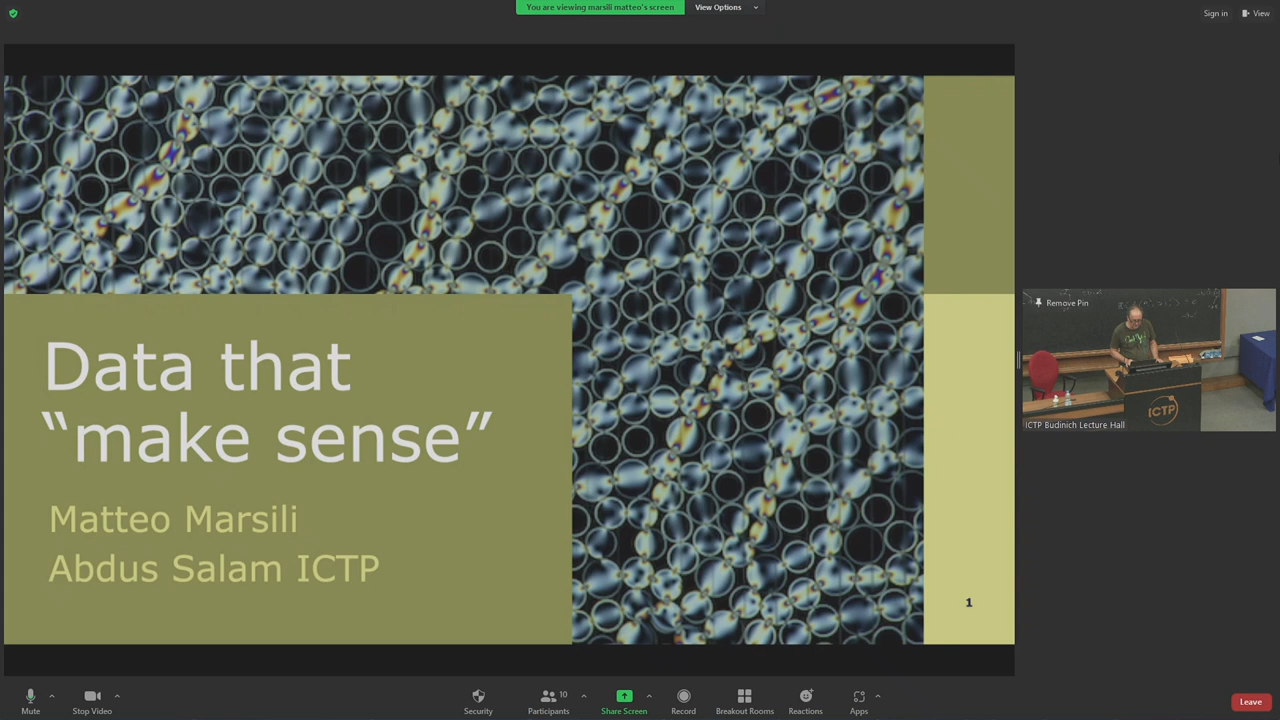 You are viewing marsili matteo's screen
View Options
Sign in
View
Data that
“make sense”
Matteo Marsili
Abdus Salam ICTP
1
Remove Pin
ICTP
ICTP Budinich Lecture Hall
Mute
Stop Video
Security
Participants
10
Share Screen
Record
Breakout Rooms
Reactions
Apps
Leave